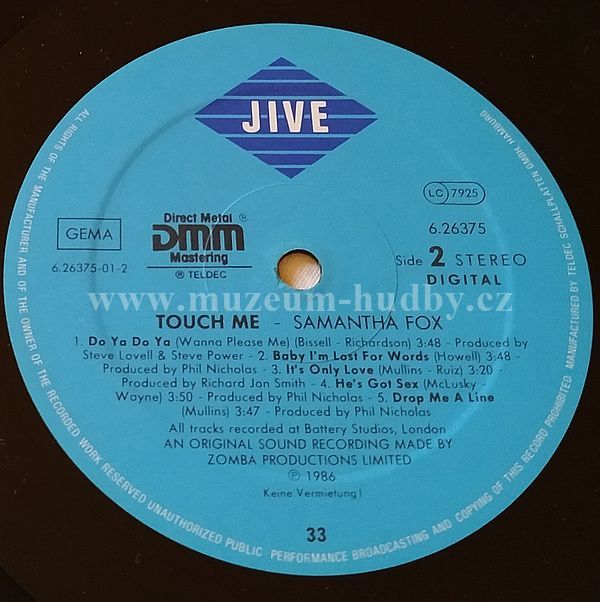 JIVE
LC 7925
6.26375
GEMA
6.26375-01-2
Direct Metal ®
DMM
Mastering
℗ TELDEC
Side 2 STEREO
DIGITAL
www.muzeum-hudby.cz
TOUCH ME - SAMANTHA FOX
1. Do Ya Do Ya (Wanna Please Me) (Bissell - Richardson) 3:48 - Produced by
Steve Lovell & Steve Power - 2. Baby I'm Lost For Words (Howell) 3:48 -
Produced by Phil Nicholas - 3. It's Only Love (Mullins - Ruiz) 3:20 -
Produced by Richard Jon Smith - 4. He's Got Sex (McLusky -
Wayne) 3:50 - Produced by Phil Nicholas - 5. Drop Me A Line
(Mullins) 3:47 - Produced by Phil Nicholas
All tracks recorded at Battery Studios, London
AN ORIGINAL SOUND RECORDING MADE BY
ZOMBA PRODUCTIONS LIMITED
℗ 1986
Keine Vermietung!
33
ALL RIGHTS OF THE MANUFACTURER AND OF THE OWNER OF THE RECORDED WORK RESERVED UNAUTHORIZED PUBLIC PERFORMANCE BROADCASTING AND COPYING OF THIS RECORD PROHIBITED. MANUFACTURED BY TELDEC SCHALLPLATTEN GMBH HAMBURG